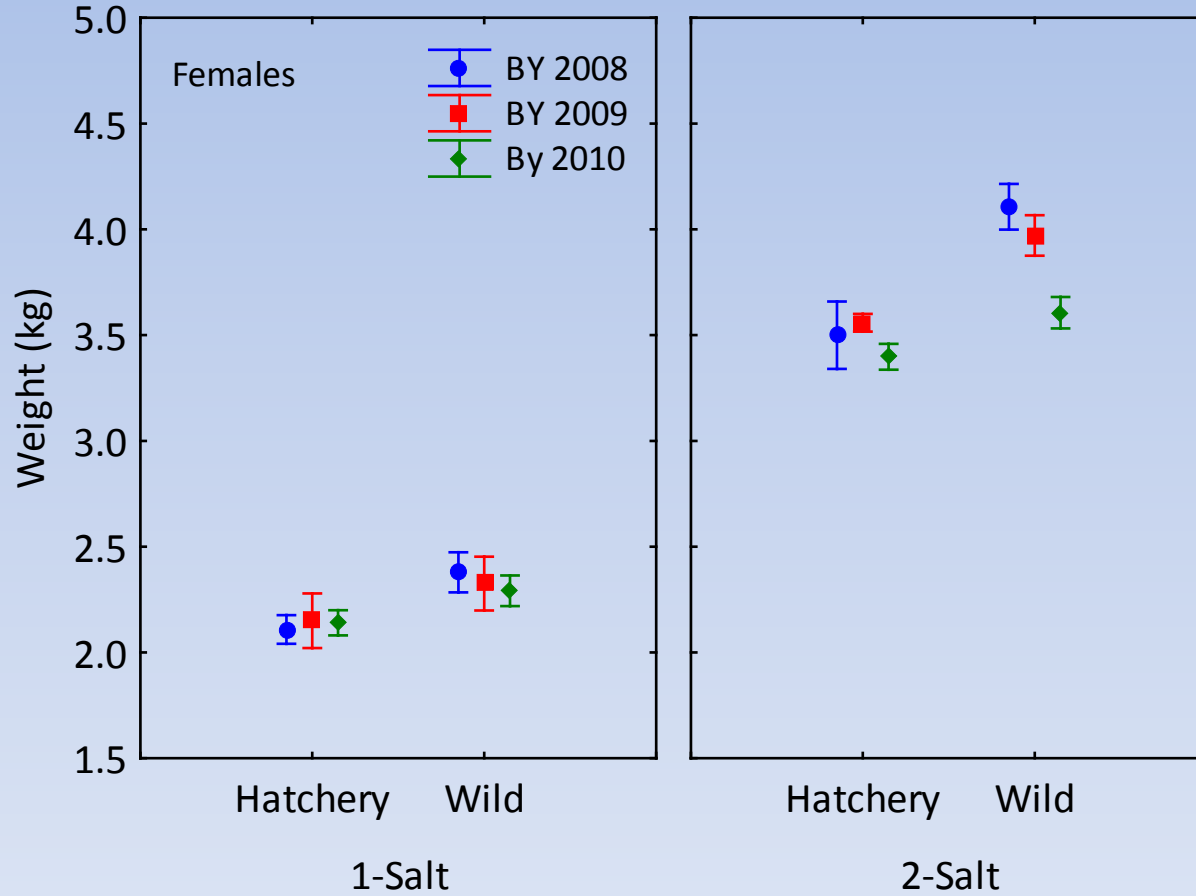 Females
BY 2008
BY 2009
By 2010
Weight (kg)
5.0
4.5
4.0
3.5
3.0
2.5
2.0
1.5
Hatchery Wild Hatchery Wild
1-Salt 2-Salt